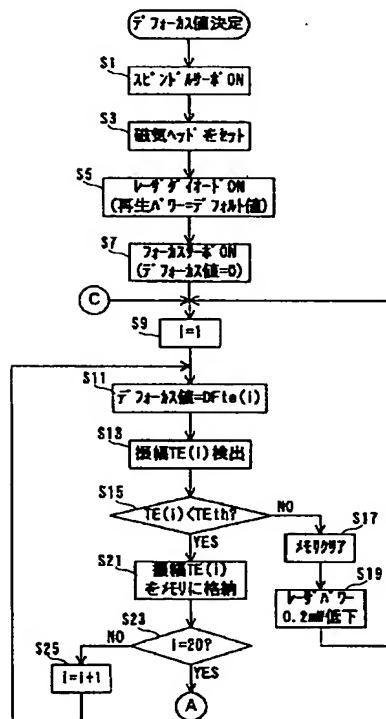 デフォーカス値決定
S1
スピンドルサーボON
S3
磁気ヘッドをセット
S5
レーザダイオードON
(再生パワー=デフォルト値)
S7
フォーカスサーボON
(デフォーカス値=0)
C
S9
i=1
S11
デフォーカス値=DFte(i)
S13
振幅TE(i)検出
S15
TE(i)<TEth?
NO
S17
メモリクリア
YES
S21
振幅TE(i)
をメモリに格納
S19
レーザパワー
0.2mW低下
S23
NO
i=20?
S25
i=i+1
YES
A